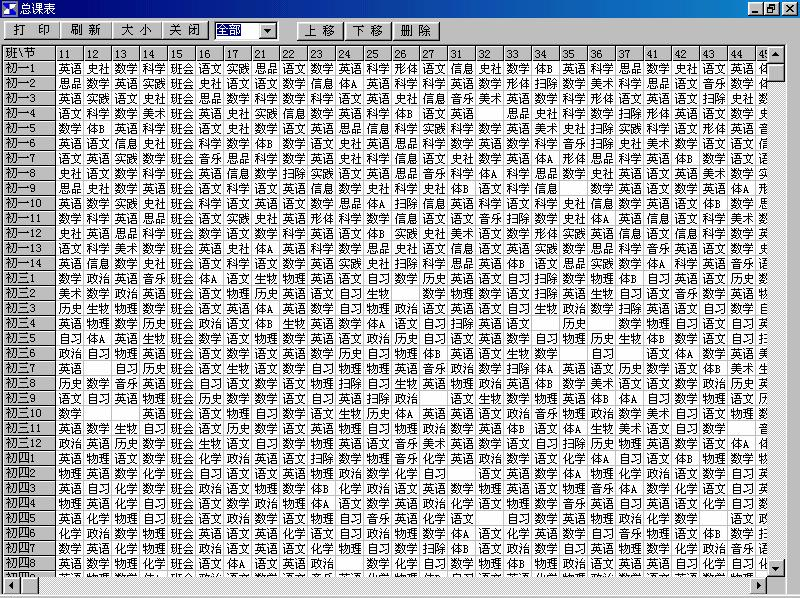 总课表
打 印 刷 新 大 小 关 闭 全部 上 移 下 移 删 除
班\节 11 12 13 14 15 16 17 21 22 23 24 25 26 27 31 32 33 34 35 36 37 41 42 43 44
初一1 英语 史社 数学 科学 班会 语文 实践 思品 语文 数学 英语 科学 形体 语文 信息 史社 数学 体B 英语 科学 思品 英语 史社 语文 数学
初一2 思品 数学 英语 实践 班会 史社 语文 语文 数学 信息 体A 英语 科学 科学 英语 数学 形体 扫除 数学 美术 科学 思品 语文 音乐 数学
初一3 英语 实践 语文 史社 班会 思品 数学 科学 数学 科学 语文 英语 史社 信息 音乐 美术 英语 数学 科学 形体 语文 英语 语文 扫除 史社
初一4 语文 科学 数学 美术 班会 英语 史社 实践 信息 数学 英语 科学 体B 语文 英语 思品 史社 科学 数学 扫除 形体 英语 语文 数学
初一5 数学 体B 英语 语文 班会 史社 科学 数学 语文 英语 思品 信息 科学 实践 科学 数学 英语 美术 史社 扫除 实践 科学 语文 形体 英语
初一6 英语 语文 信息 史社 班会 科学 数学 体B 数学 语文 史社 英语 思品 科学 数学 英语 数学 科学 音乐 扫除 史社 美术 数学 语文 语文
初一7 语文 英语 实践 数学 班会 音乐 思品 科学 数学 语文 史社 英语 信息 语文 史社 数学 英语 体A 形体 思品 科学 英语 体B 数学 语文
初一8 史社 语文 数学 科学 班会 英语 信息 数学 扫除 实践 语文 英语 思品 音乐 科学 体A 科学 思品 数学 史社 语文 英语 美术 数学
初一9 思品 史社 数学 英语 班会 语文 科学 语文 英语 信息 数学 史社 科学 史社 体B 语文 科学 信息 数学 英语 语文 数学 英语 体A
初一10 英语 数学 实践 史社 班会 科学 语文 英语 语文 数学 思品 体A 扫除 信息 英语 语文 科学 史社 信息 数学 英语 语文 体B 数学
初一11 数学 科学 英语 思品 班会 语文 实践 史社 英语 形体 科学 数学 信息 语文 语文 音乐 扫除 数学 史社 体A 英语 信息 语文 科学 美术
初一12 史社 英语 思品 科学 班会 数学 科学 数学 英语 语文 体B 实践 史社 美术 语文 数学 形体 实践 英语 信息 史社 英语 语文
初一13 语文 科学 美术 数学 班会 英语 史社 体A 英语 科学 数学 思品 史社 语文 信息 数学 语文 英语 实践 数学 思品 科学 音乐 英语 语文
初一14 英语 信息 数学 史社 班会 语文 科学 语文 数学 英语 实践 史社 扫除 科学 思品 英语 体B 语文 思品 实践 数学 体A 科学 英语 音乐
初三1 数学 政治 英语 音乐 班会 体A 语文 生物 物理 英语 语文 自习 数学 历史 英语 语文 自习 扫除 数学 物理 体B 自习 英语 语文 历史
初三2 美术 数学 政治 英语 班会 语文 物理 历史 英语 语文 自习 生物 数学 物理 数学 语文 扫除 物理 英语 生物 自习 语文 音乐 数学
初三3 历史 生物 物理 数学 班会 语文 英语 体A 英语 数学 自习 物理 政治 语文 英语 语文 自习 生物 政治 数学 扫除 英语 语文 自习 数学
初三4 英语 物理 数学 历史 班会 政治 语文 体B 生物 英语 数学 体A 语文 自习 扫除 英语 语文 历史 数学 物理 自习 语文 自习
初三5 自习 体A 英语 生物 班会 英语 数学 物理 数学 英语 语文 政治 历史 自习 语文 英语 数学 自习 物理 历史 生物 体B 物理 语文
初三6 政治 自习 物理 英语 班会 语文 数学 语文 英语 数学 历史 自习 物理 体B 英语 语文 生物 数学 自习 语文 体A 数学 英语
初三7 英语 自习 历史 班会 语文 生物 语文 数学 自习 物理 物理 英语 音乐 政治 数学 扫除 体A 英语 语文 历史 数学 语文 体B 美术
初三8 历史 数学 音乐 英语 班会 自习 语文 数学 语文 物理 扫除 自习 生物 英语 物理 语文 自习 英语 体B 数学 美术 语文 语文 数学 政治
初三9 语文 自习 英语 物理 班会 历史 数学 数学 语文 英语 扫除 政治 语文 生物 数学 物理 英语 英语 自习 体A 数学 物理 语文
初三10 数学 英语 班会 语文 物理 自习 数学 语文 生物 历史 体A 英语 英语 语文 政治 音乐 物理 政治 数学 美术 自习 英语 语文 物理
初三11 英语 数学 生物 自习 班会 语文 历史 数学 语文 英语 物理 自习 物理 政治 数学 英语 体B 语文 体A 生物 美术 语文 自习 数学
初三12 政治 英语 历史 数学 班会 生物 语文 自习 数学 物理 英语 语文 音乐 美术 英语 数学 语文 自习 扫除 历史 物理 英语 数学 语文 体A
初四1 物理 语文 数学 英语 班会 化学 政治 英语 语文 扫除 数学 物理 音乐 化学 数学 物理 英语 语文 政治 化学 体A 自习 语文 体B 物理
初四2 物理 英语 数学 化学 班会 自习 语文 数学 语文 英语 物理 政治 数学 化学 自习 语文 英语 数学 体A 物理 化学 英语 自习 语文 数学
初四3 英语 自习 化学 数学 班会 政治 语文 物理 数学 体B 化学 政治 语文 英语 数学 物理 英语 自习 语文 物理 音乐 体A 数学 化学 语文
初四4 物理 英语 化学 数学 班会 语文 自习 数学 语文 英语 政治 英语 化学 体A 语文 物理 数学 音乐 英语 数学 自习 英语 语文 化学 自习
初四5 英语 化学 物理 自习 班会 语文 政治 数学 英语 物理 自习 音乐 英语 化学 语文 自习 数学 英语 物理 政治 化学 数学 语文
初四6 化学 政治 物理 数学 班会 英语 语文 英语 化学 语文 自习 语文 物理 数学 体A 语文 化学 英语 政治 自习 数学 音乐 物理 语文 体B
初四7 数学 英语 化学 物理 班会 政治 语文 英语 语文 化学 物理 自习 数学 扫除 体B 语文 化学 物理 数学 自习 英语 物理 数学 化学 政治
初四8 英语 化学 英语 数学 班会 物理 体A 语文 英语 政治 数学 化学 体A 英语 语文 物理 化学 语文 政治 数学 自习 物理 英语 数学 语文